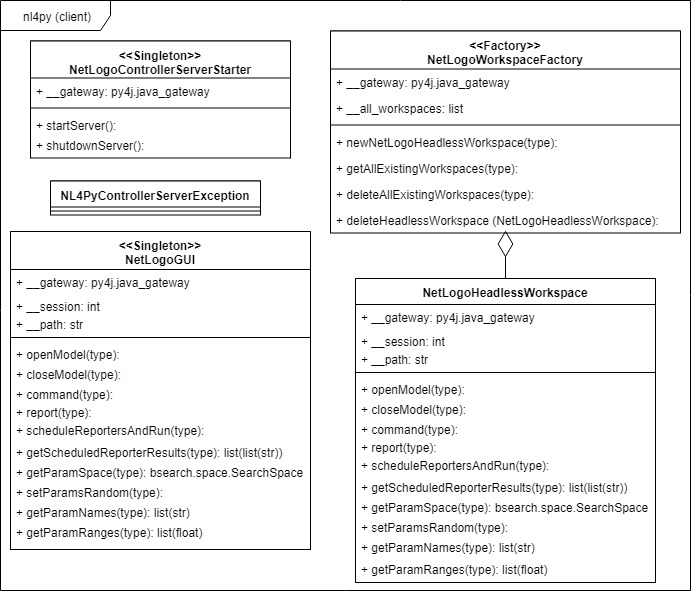 nl4py (client)
<<Singleton>>
NetLogoControllerServerStarter
+ __gateway: py4j.java_gateway
+ startServer():
+ shutdownServer():
NL4PyControllerServerException
<<Singleton>>
NetLogoGUI
+ __gateway: py4j.java_gateway
+ __session: int
+ __path: str
+ openModel(type):
+ closeModel(type):
+ command(type):
+ report(type):
+ scheduleReportersAndRun(type):
+ getScheduledReporterResults(type): list(list(str))
+ getParamSpace(type): bsearch.space.SearchSpace
+ setParamsRandom(type):
+ getParamNames(type): list(str)
+ getParamRanges(type): list(float)
<<Factory>>
NetLogoWorkspaceFactory
+ __gateway: py4j.java_gateway
+ __all_workspaces: list
+ newNetLogoHeadlessWorkspace(type):
+ getAllExistingWorkspaces(type):
+ deleteAllExistingWorkspaces(type):
+ deleteHeadlessWorkspace (NetLogoHeadlessWorkspace):
NetLogoHeadlessWorkspace
+ __gateway: py4j.java_gateway
+ __session: int
+ __path: str
+ openModel(type):
+ closeModel(type):
+ command(type):
+ report(type):
+ scheduleReportersAndRun(type):
+ getScheduledReporterResults(type): list(list(str))
+ getParamSpace(type): bsearch.space.SearchSpace
+ setParamsRandom(type):
+ getParamNames(type): list(str)
+ getParamRanges(type): list(float)